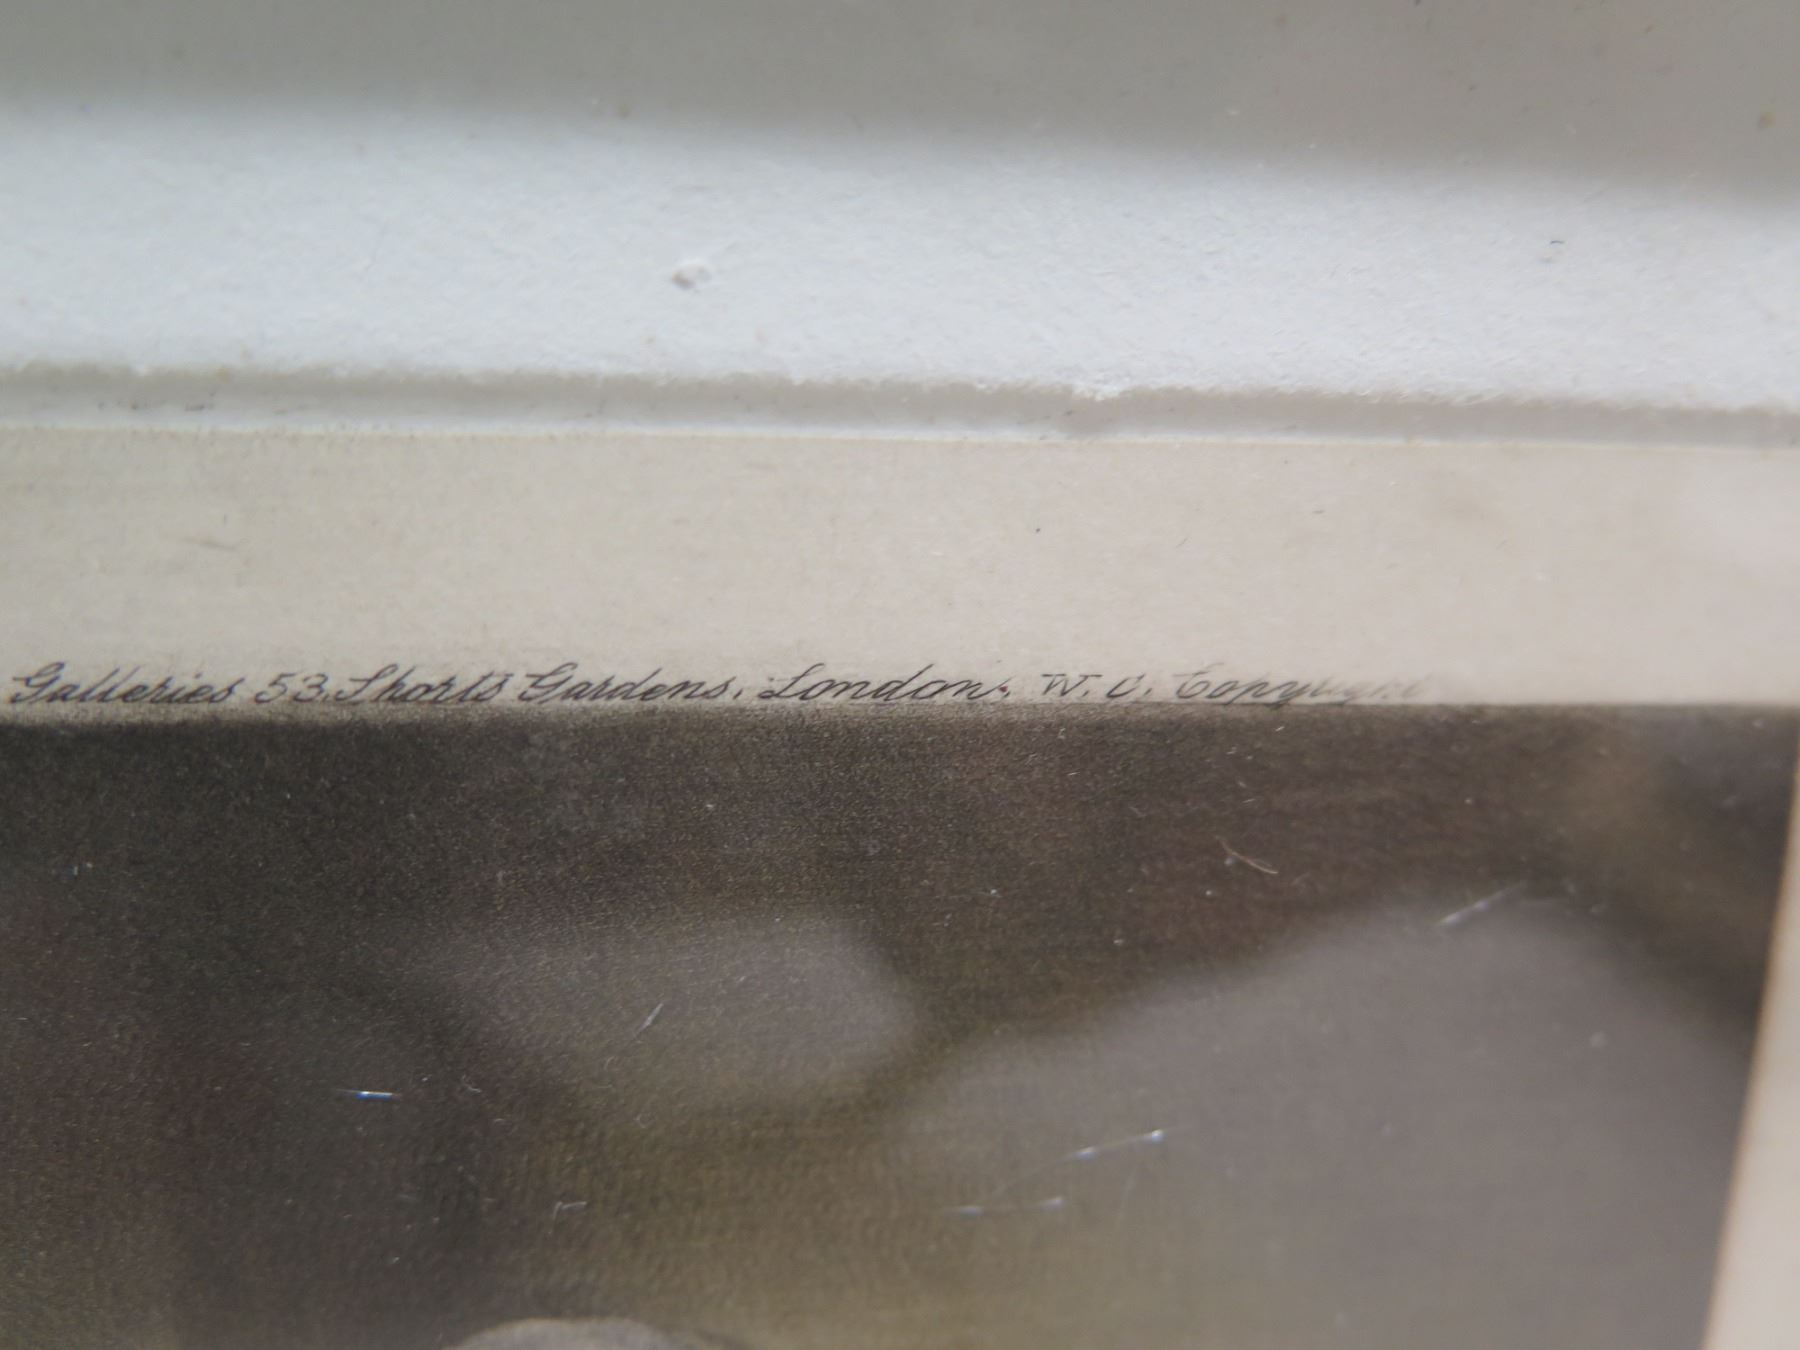 Galleries 53. Shorts Gardens, London, W. C. Copyright